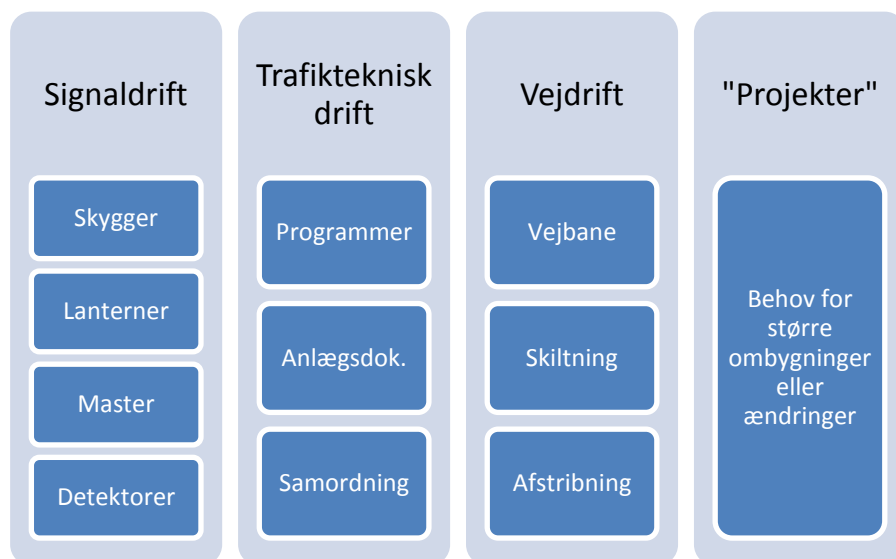 Signaldrift
Skygger
Lanterner
Master
Detektorer
Trafikteknisk
drift
Programmer
Anlægsdok.
Samordning
Vejdrift
Vejbane
Skiltning
Afstribning
"Projekter"
Behov for
større
ombygninger
eller
ændringer